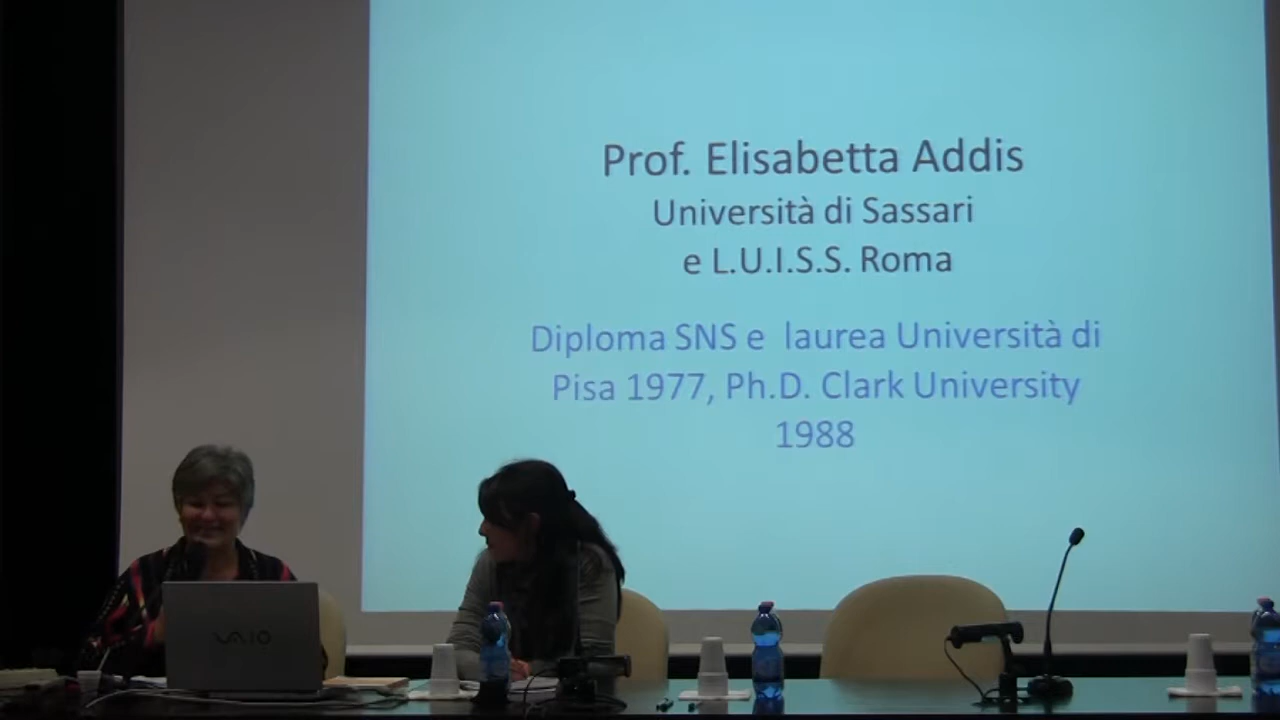 Prof. Elisabetta Addis
Università di Sassari
e L.U.I.S.S. Roma
Diploma SNS e laurea Università di
Pisa 1977, Ph.D. Clark University
1988
VAIO